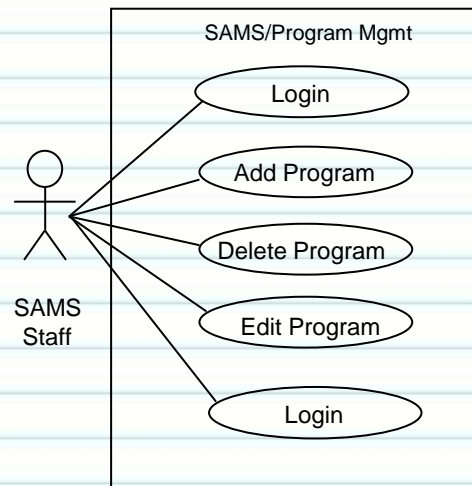 SAMS/Program Mgmt
Login
Add Program
Delete Program
Edit Program
Login
SAMS
Staff